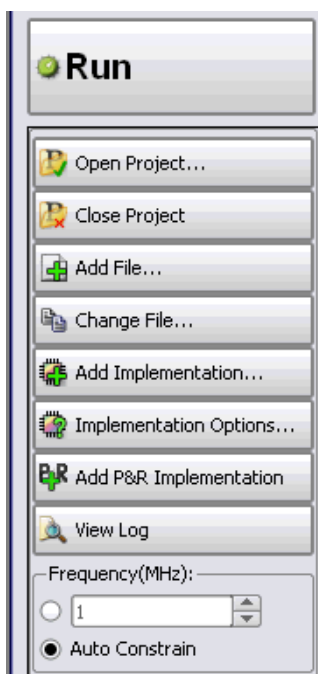 Run
Open Project...
Close Project
Add File...
Change File...
Add Implementation...
Implementation Options...
P&R Add P&R Implementation
View Log
Frequency(MHz):
1
Auto Constrain